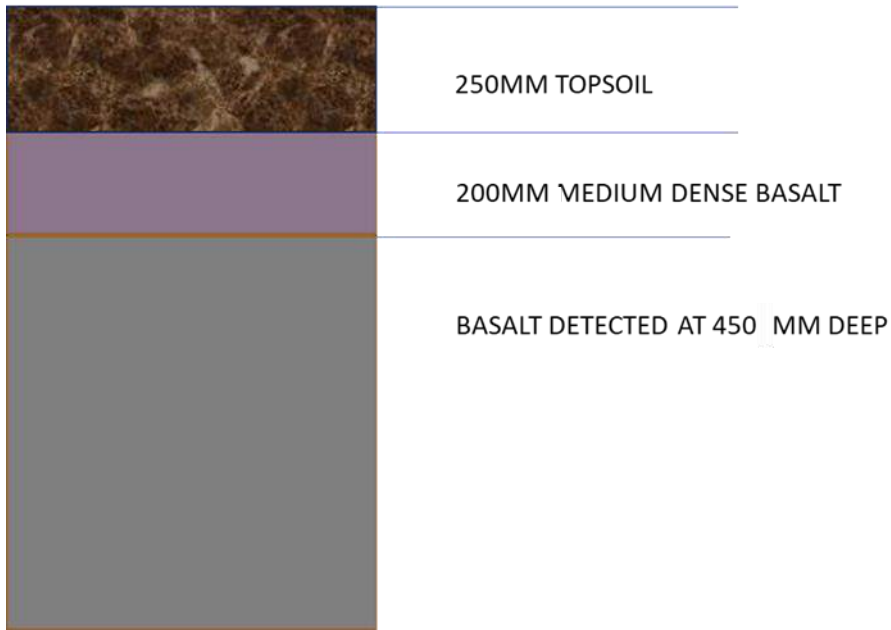 250MM TOPSOIL
200MM MEDIUM DENSE BASALT
BASALT DETECTED AT 450 MM DEEP